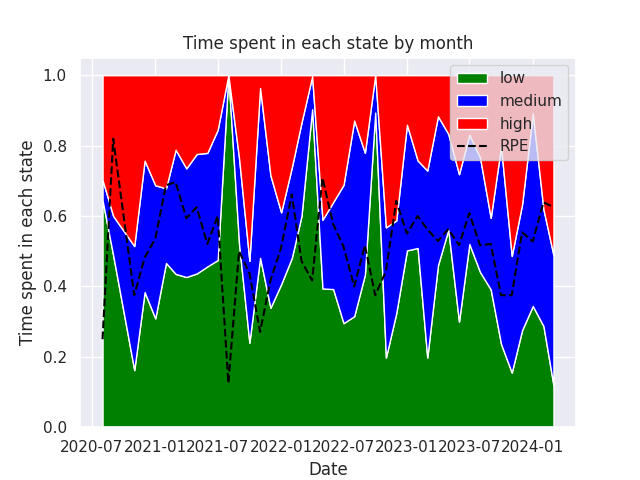 Time spent in each state by month
low
medium
high
RPE
Time spent in each state
1.0
0.8
0.6
0.4
0.2
0.0
2020-07
2021-01
2021-07
2022-01
2022-07
2023-01
2023-07
2024-01
Date